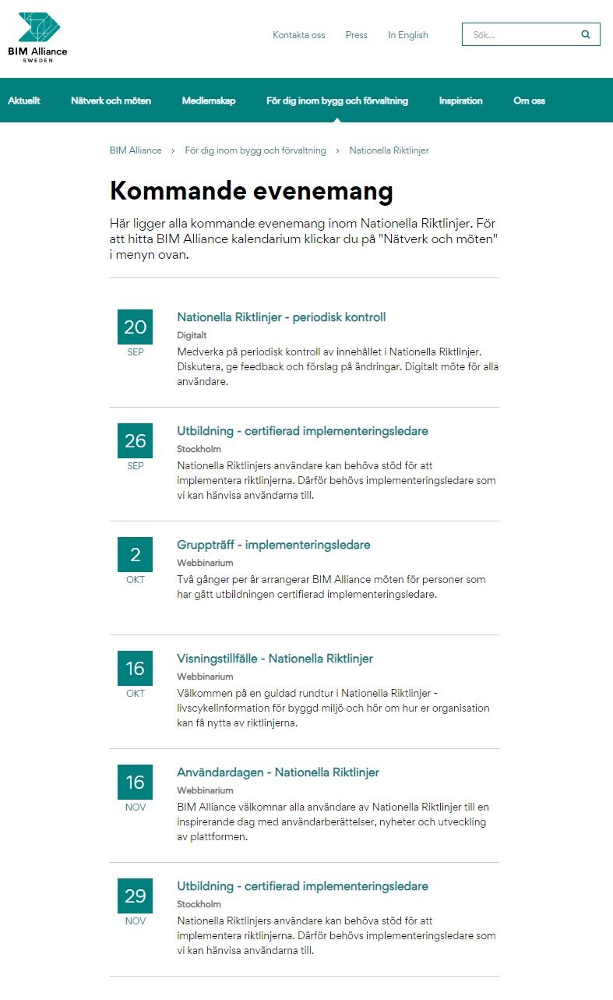 BIM Alliance
SWEDEN
Kontakta oss Press In English Sök...
Aktuellt Nätverk och möten Medlemskap För dig inom bygg och förvaltning Inspiration Om oss
BIM Alliance › För dig inom bygg och förvaltning › Nationella Riktlinjer
Kommande evenemang
Här ligger alla kommande evenemang inom Nationella Riktlinjer. För
att hitta BIM Alliance kalendarium klickar du på "Nätverk och möten"
i menyn ovan.
20
SEP
Nationella Riktlinjer - periodisk kontroll
Digitalt
Medverka på periodisk kontroll av innehållet i Nationella Riktlinjer.
Diskutera, ge feedback och förslag på ändringar. Digitalt möte för alla
användare.
26
SEP
Utbildning - certifierad implementeringsledare
Stockholm
Nationella Riktlinjers användare kan behöva stöd för att
implementera riktlinjerna. Därför behövs implementeringsledare som
vi kan hänvisa användarna till.
2
OKT
Gruppträff - implementeringsledare
Webbinarium
Två gånger per år arrangerar BIM Alliance möten för personer som
har gått utbildningen certifierad implementeringsledare.
16
OKT
Visningstillfälle - Nationella Riktlinjer
Webbinarium
Välkommen på en guidad rundtur i Nationella Riktlinjer -
livscykelinformation för byggd miljö och hör om hur er organisation
kan få nytta av riktlinjerna.
16
NOV
Användardagen - Nationella Riktlinjer
Webbinarium
BIM Alliance välkomnar alla användare av Nationella Riktlinjer till en
inspirerande dag med användarberättelser, nyheter och utveckling
av plattformen.
29
NOV
Utbildning - certifierad implementeringsledare
Stockholm
Nationella Riktlinjers användare kan behöva stöd för att
implementera riktlinjerna. Därför behövs implementeringsledare som
vi kan hänvisa användarna till.